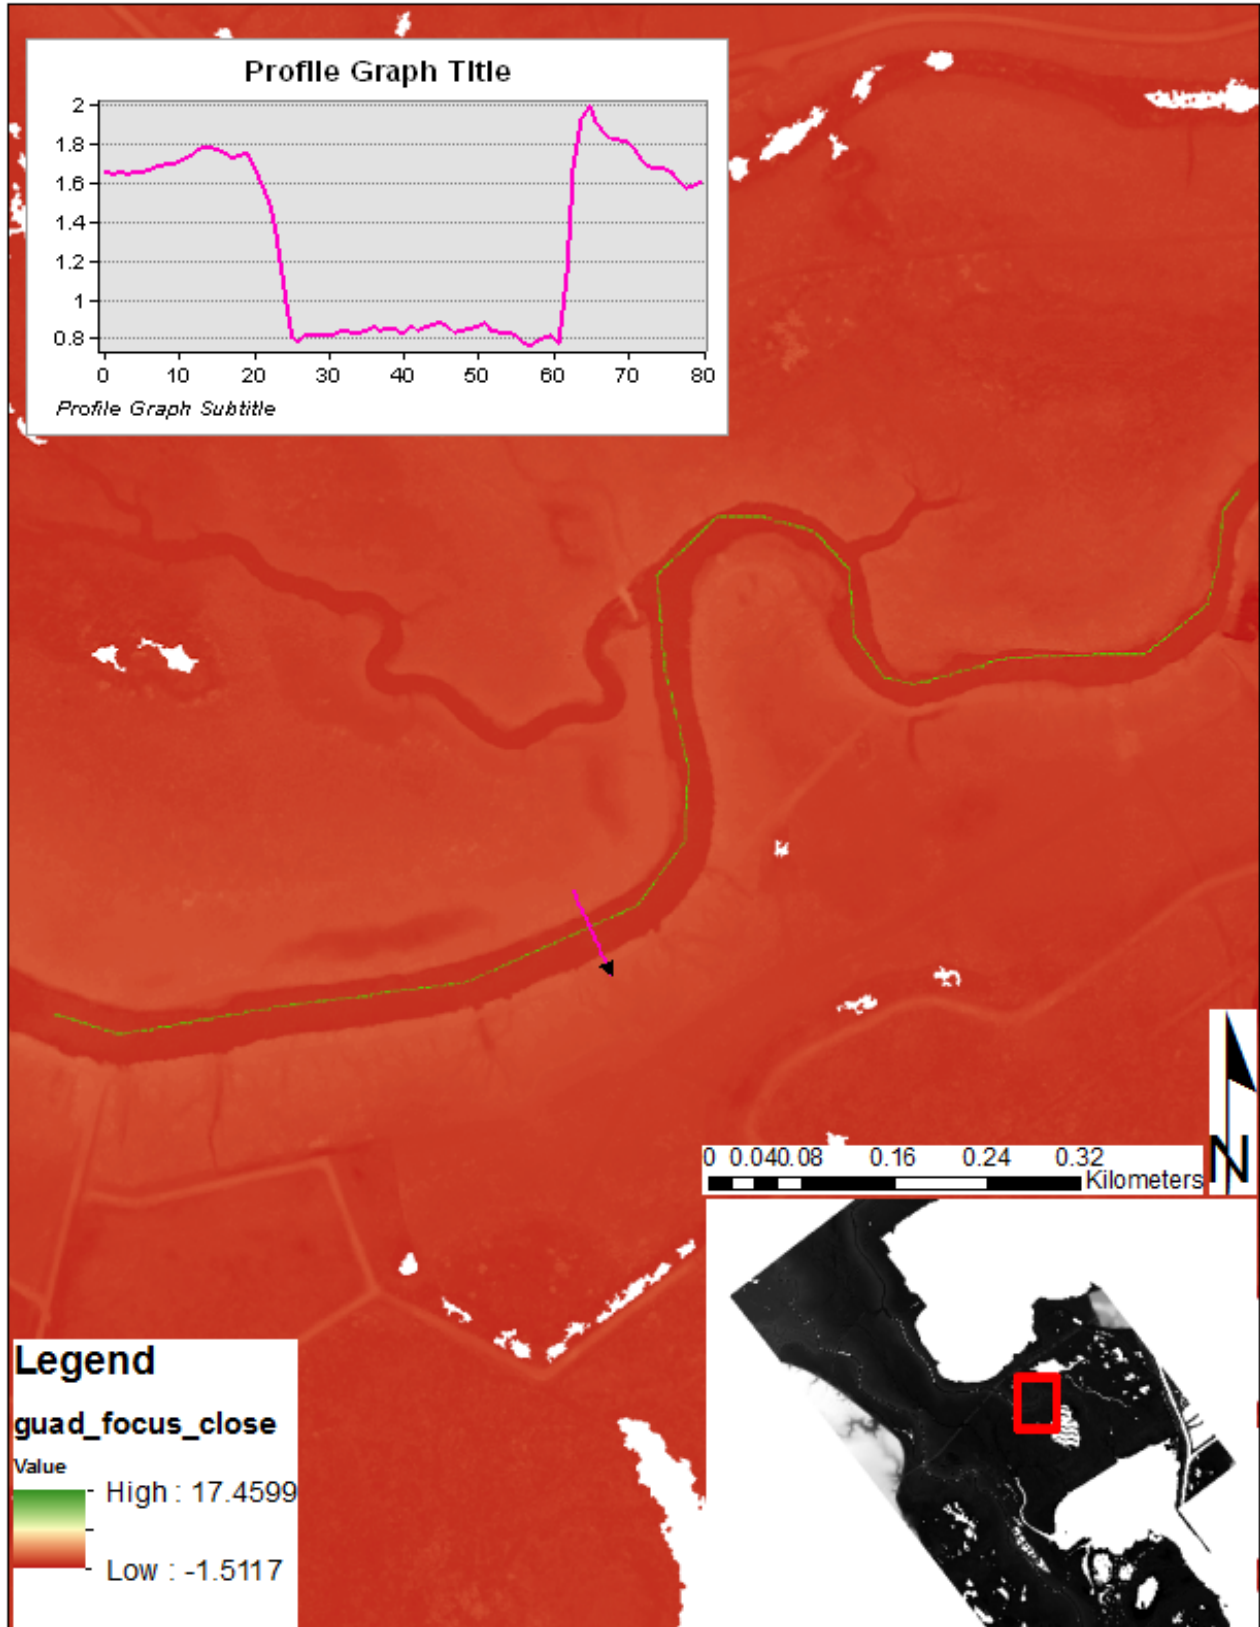 Profile Graph Title
2
1.8
1.6
1.4
1.2
1
0.8
0 10 20 30 40 50 60 70 80
Profile Graph Subtitle
N
0 0.040.08 0.16 0.24 0.32
Kilometers
Legend
guad_focus_close
Value
High : 17.4599
Low : -1.5117